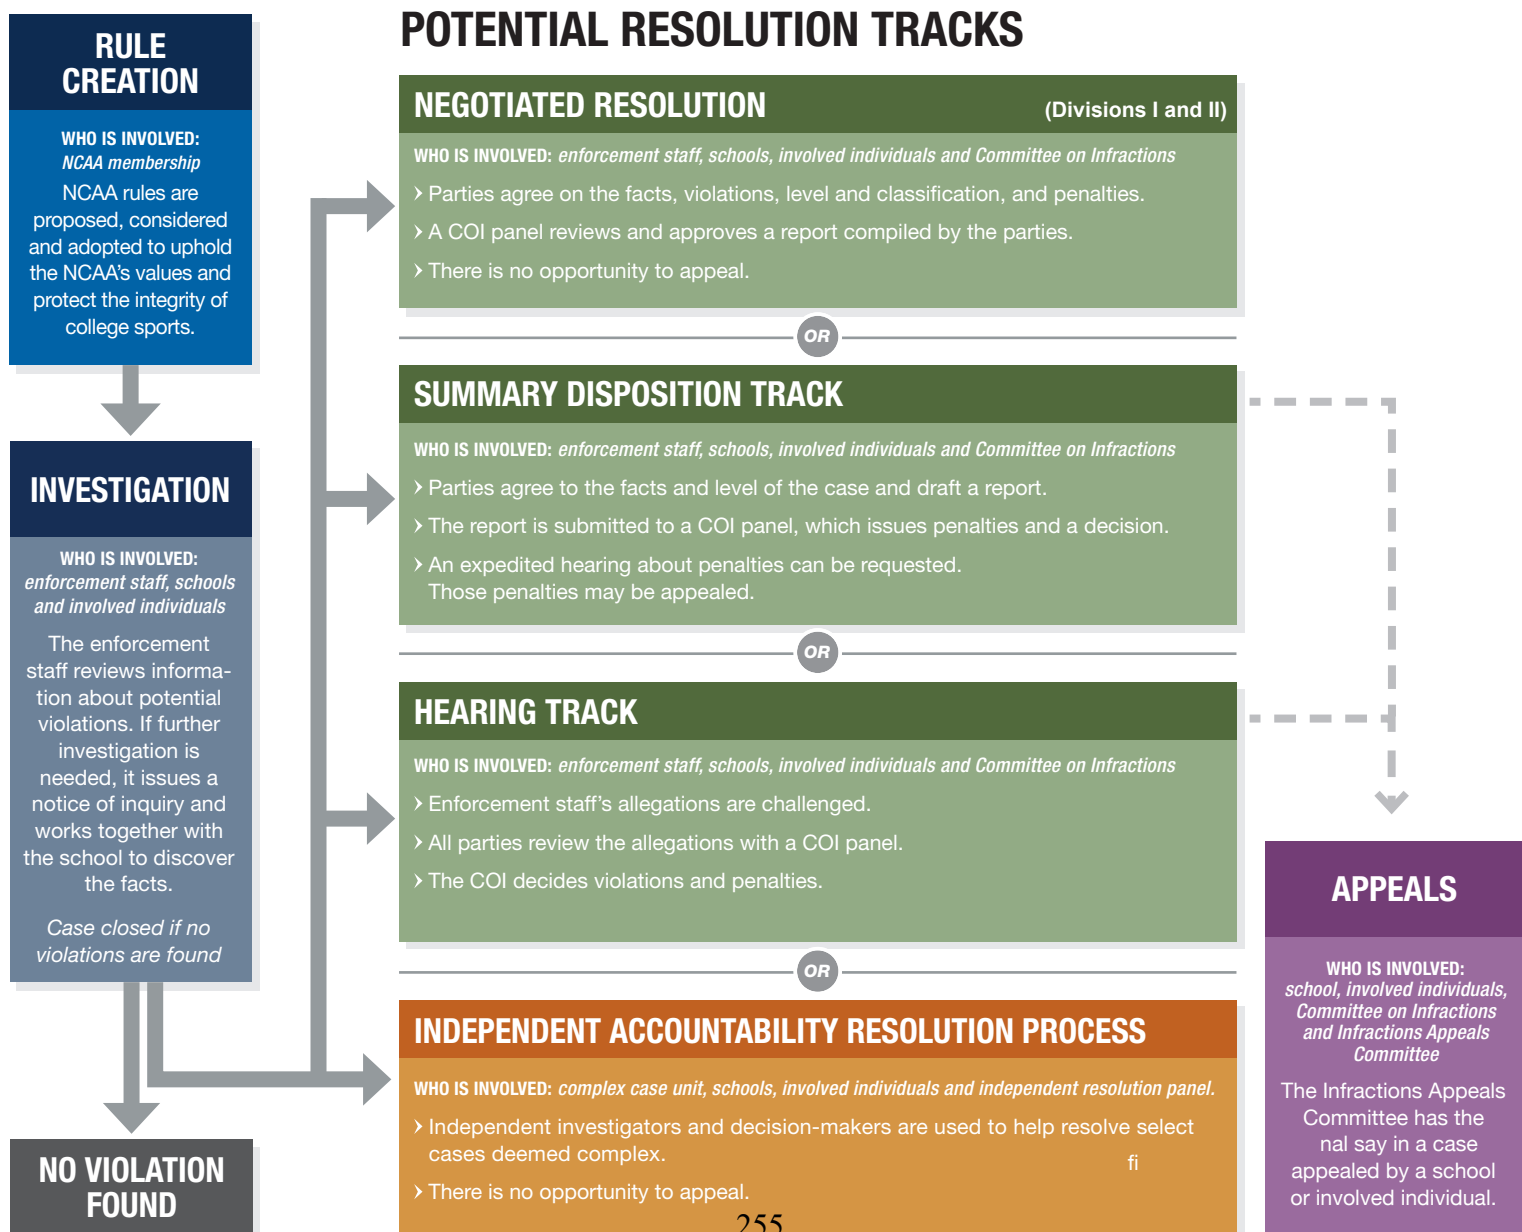 RULE
CREATION
WHO IS INVOLVED:
NCAA membership
NCAA rules are
proposed, considered
and adopted to uphold
the NCAA's values and
protect the integrity of
college sports.
INVESTIGATION
WHO IS INVOLVED:
enforcement staff, schools
and involved individuals
The enforcement
staff reviews informa-
tion about potential
violations. If further
investigation is
needed, it issues a
notice of inquiry and
works together with
the school to discover
the facts.
Case closed if no
violations are found
NO VIOLATION
FOUND
POTENTIAL RESOLUTION TRACKS
NEGOTIATED RESOLUTION (Divisions I and II)
WHO IS INVOLVED: enforcement staff, schools, involved individuals and Committee on Infractions
› Parties agree on the facts, violations, level and classification, and penalties.
› A COI panel reviews and approves a report compiled by the parties.
› There is no opportunity to appeal.
OR
SUMMARY DISPOSITION TRACK
WHO IS INVOLVED: enforcement staff, schools, involved individuals and Committee on Infractions
› Parties agree to the facts and level of the case and draft a report.
› The report is submitted to a COI panel, which issues penalties and a decision.
› An expedited hearing about penalties can be requested.
Those penalties may be appealed.
OR
HEARING TRACK
WHO IS INVOLVED: enforcement staff, schools, involved individuals and Committee on Infractions
› Enforcement staff's allegations are challenged.
› All parties review the allegations with a COI panel.
› The COI decides violations and penalties.
OR
INDEPENDENT ACCOUNTABILITY RESOLUTION PROCESS
WHO IS INVOLVED: complex case unit, schools, involved individuals and independent resolution panel.
› Independent investigators and decision-makers are used to help resolve select
cases deemed complex.
fi
› There is no opportunity to appeal.
255
APPEALS
WHO IS INVOLVED:
school, involved individuals,
Committee on Infractions
and Infractions Appeals
Committee
The Infractions Appeals
Committee has the
nal say in a case
appealed by a school
or involved individual.